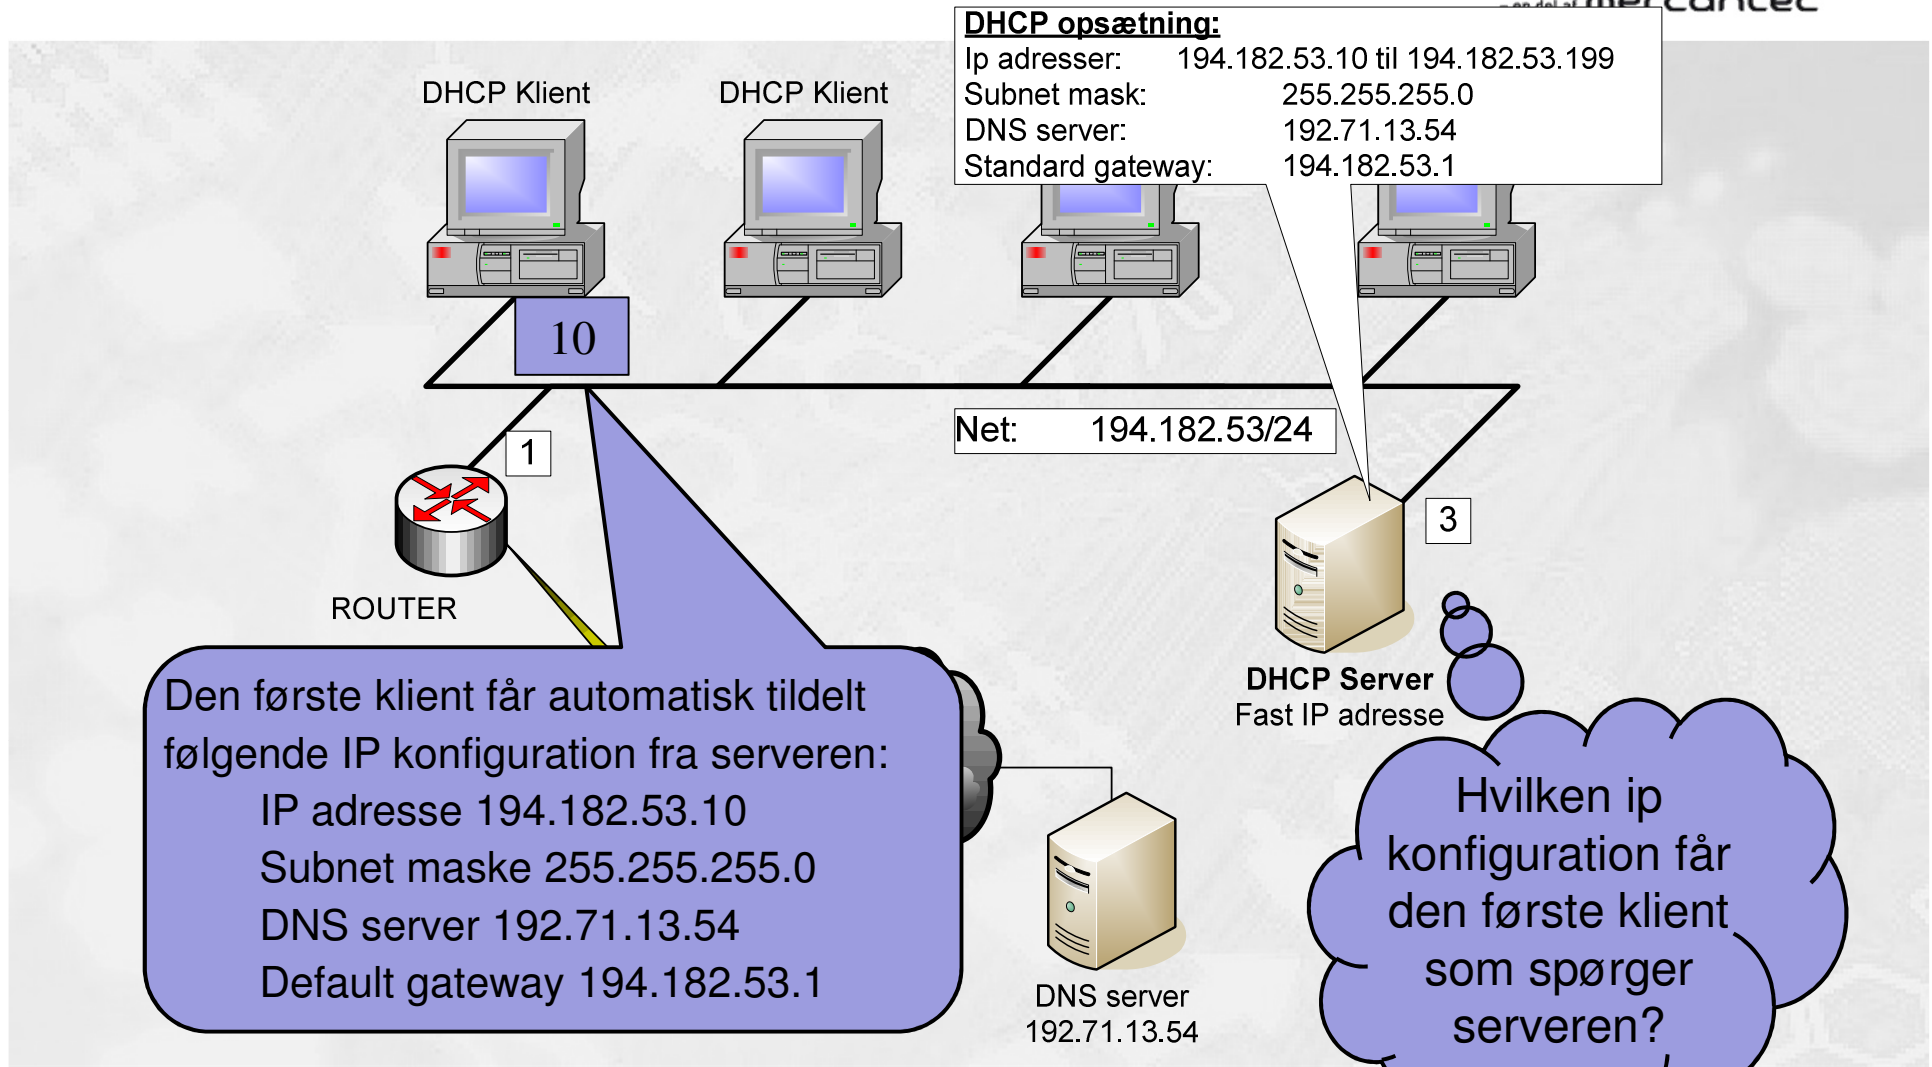 - en del af mercantec
DHCP opsætning:
Ip adresser: 194.182.53.10 til 194.182.53.199
Subnet mask: 255.255.255.0
DNS server: 192.71.13.54
Standard gateway: 194.182.53.1
DHCP Klient
DHCP Klient
10
1
Net: 194.182.53/24
3
ROUTER
DHCP Server
Fast IP adresse
Den første klient får automatisk tildelt
følgende IP konfiguration fra serveren:
IP adresse 194.182.53.10
Subnet maske 255.255.255.0
DNS server 192.71.13.54
Default gateway 194.182.53.1
Hvilken ip
konfiguration får
den første klient
som spørger
serveren?
DNS server
192.71.13.54